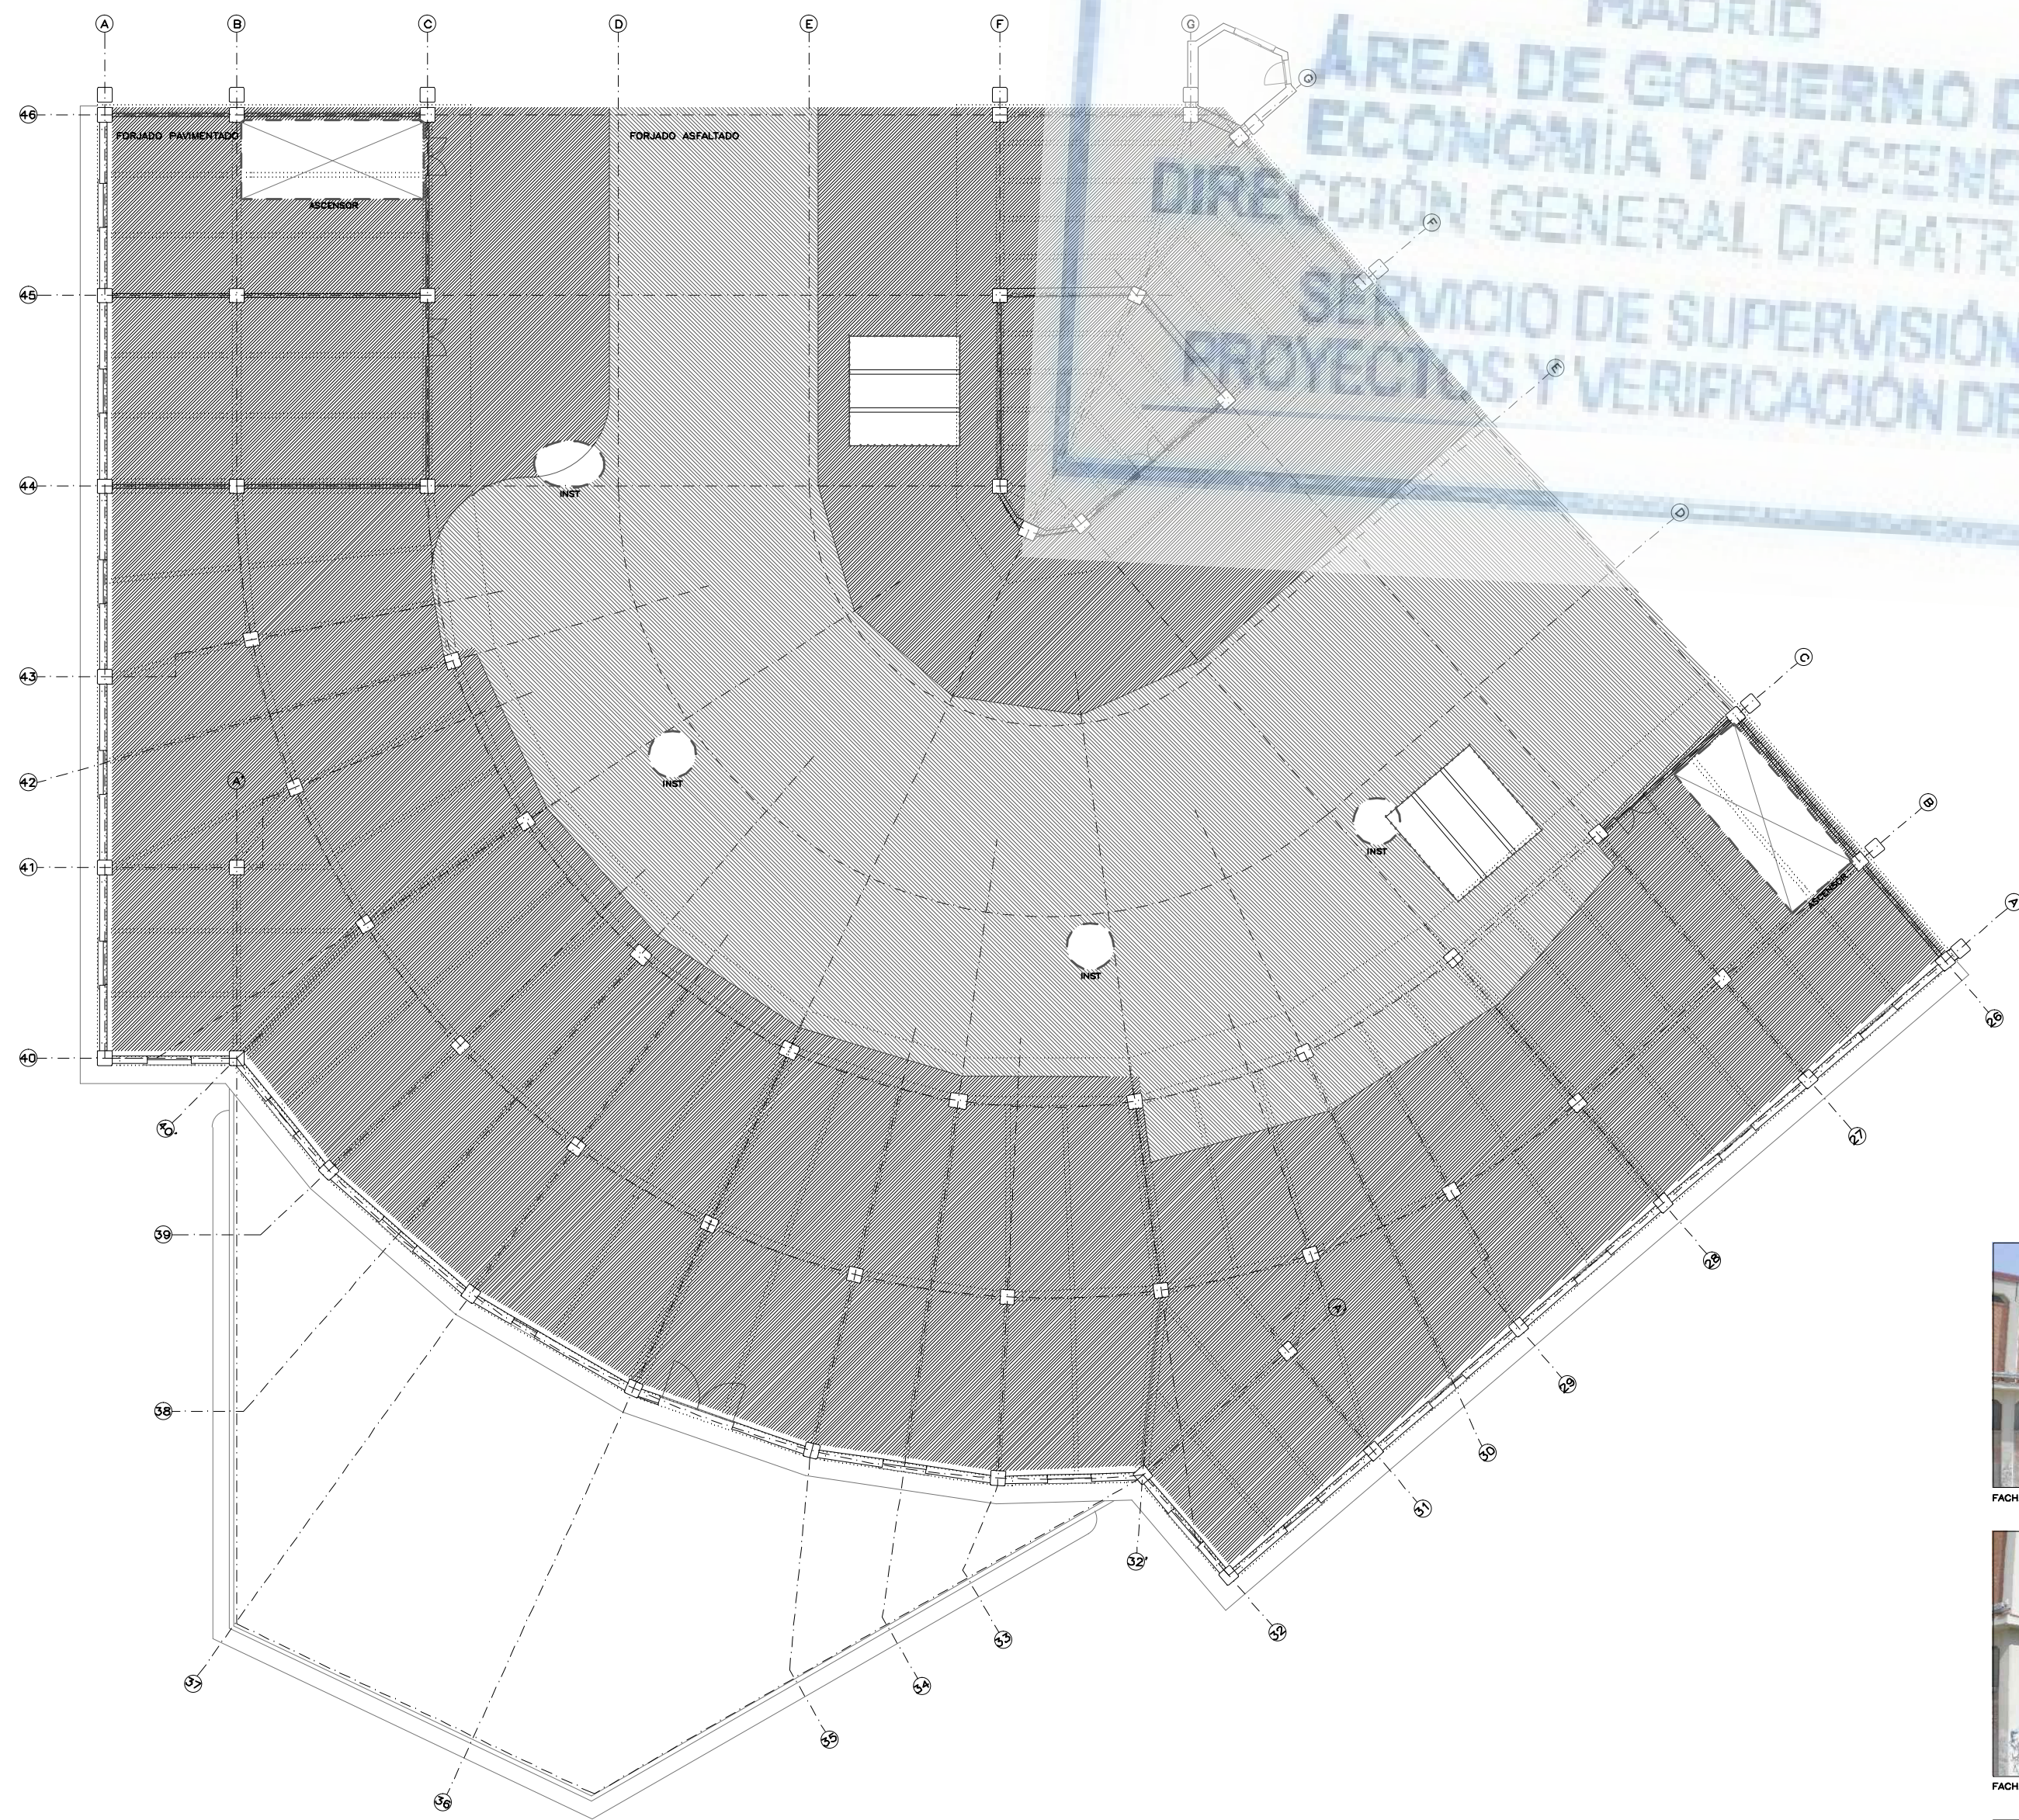 A B C D E F G
MADRID
ÁREA DE GOBIERNO D
ECONOMÍA Y HACIEND
DIRECCIÓN GENERAL DE PATR
SERVICIO DE SUPERVISIÓN
PROYECTOS Y VERIFICACIÓN DE
G
46
FORJADO PAVIMENTADO
FORJADO ASFALTADO
ASCENSOR
F
45
E
INST
44
D
C
43
42
A'
INST
B
INST
41
ASCENSOR
A
INST
26
40
40'
27
39
28
A'
29
38
30
FACH
31
32'
32
33
37
34
35
FACH
36